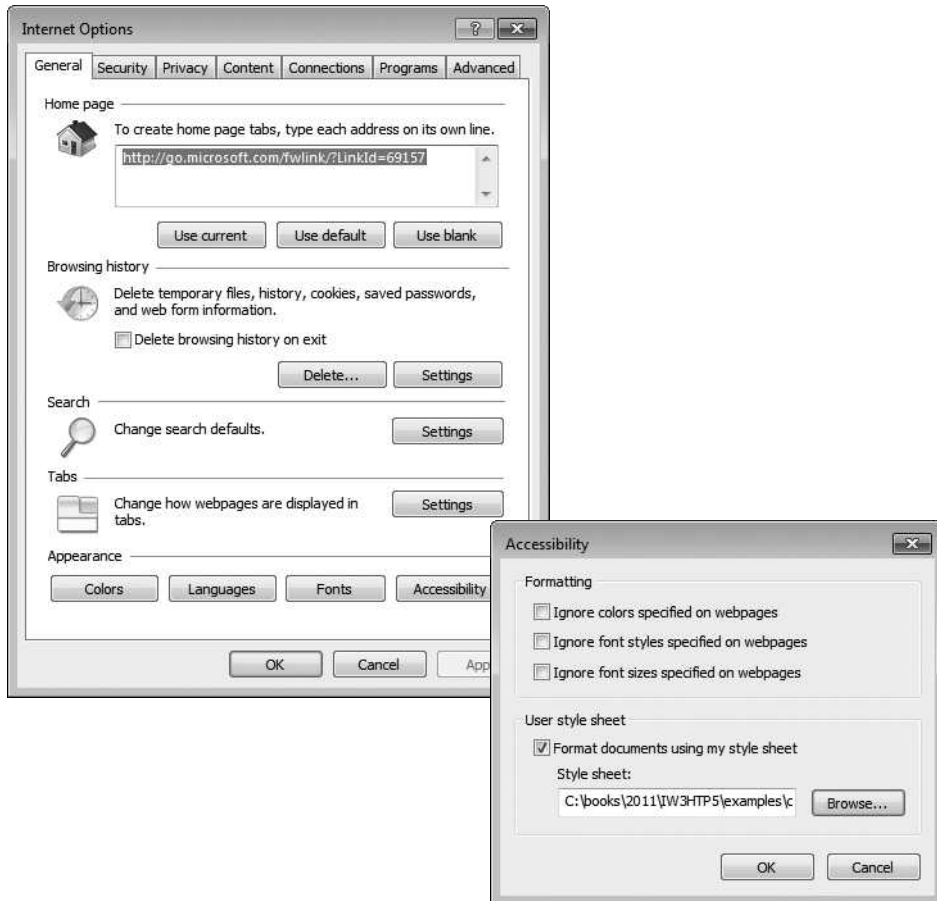 Internet Options
General Security Privacy Content Connections Programs Advanced
Home page
To create home page tabs, type each address on its own line.
http://go.microsoft.com/fwlink/?LinkId=69157
Use current Use default Use blank
Browsing history
Delete temporary files, history, cookies, saved passwords,
and web form information.
Delete browsing history on exit
Delete... Settings
Search
Change search defaults.
Settings
Tabs
Change how webpages are displayed in
tabs.
Settings
Appearance
Colors Languages Fonts Accessibility
OK Cancel App
Accessibility
Formatting
Ignore colors specified on webpages
Ignore font styles specified on webpages
Ignore font sizes specified on webpages
User style sheet
Format documents using my style sheet
Style sheet:
C:\books\2011\IW3HTP5\examples\c
Browse...
OK Cancel